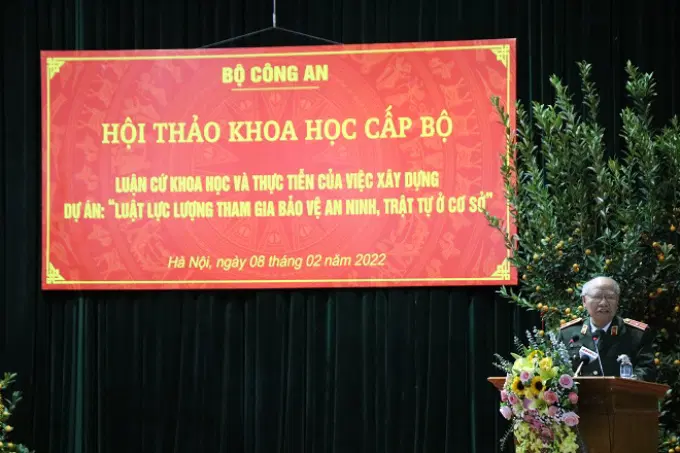 BỘ CÔNG AN
HỘI THẢO KHOA HỌC CẤP BỘ
LUẬN CỨ KHOA HỌC VÀ THỰC TIỄN CỦA VIỆC XÂY DỰNG
DỰ ÁN: "LUẬT LỰC LƯỢNG THAM GIA BẢO VỆ AN NINH, TRẬT TỰ Ở CƠ SỞ"
Hà Nội, ngày 08 tháng 02 năm 2022